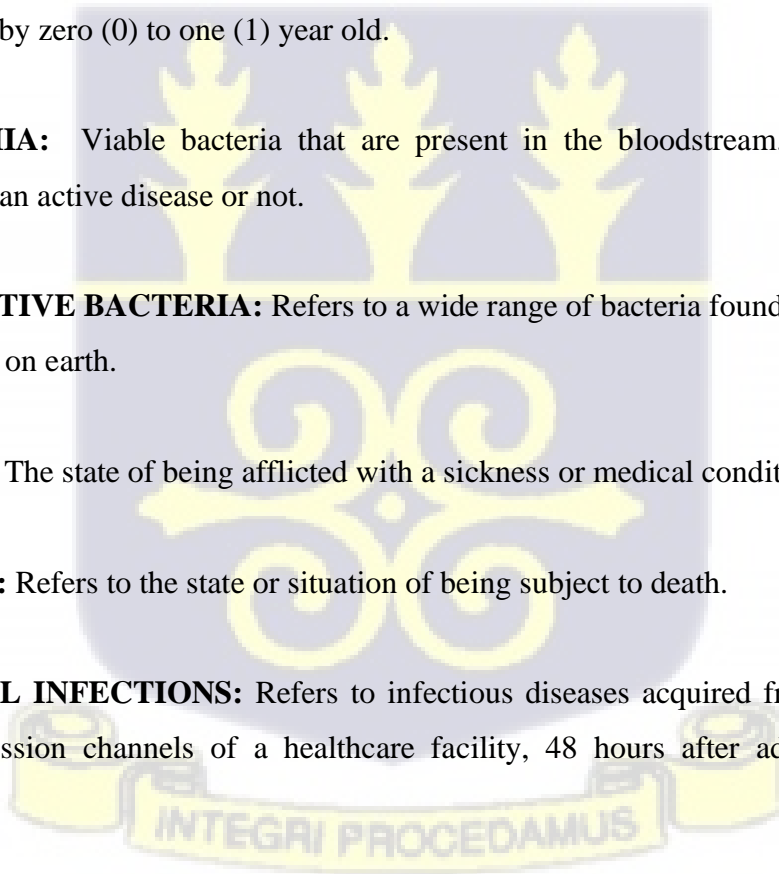 by zero (0) to one (1) year old.
IIA: Viable bacteria that are present in the bloodstream.
an active disease or not.
TIVE BACTERIA: Refers to a wide range of bacteria found
on earth.
The state of being afflicted with a sickness or medical condit
: Refers to the state or situation of being subject to death.
L INFECTIONS: Refers to infectious diseases acquired fr
ssion channels of a healthcare facility, 48 hours after ad
INTEGRI PROCEDAMUS